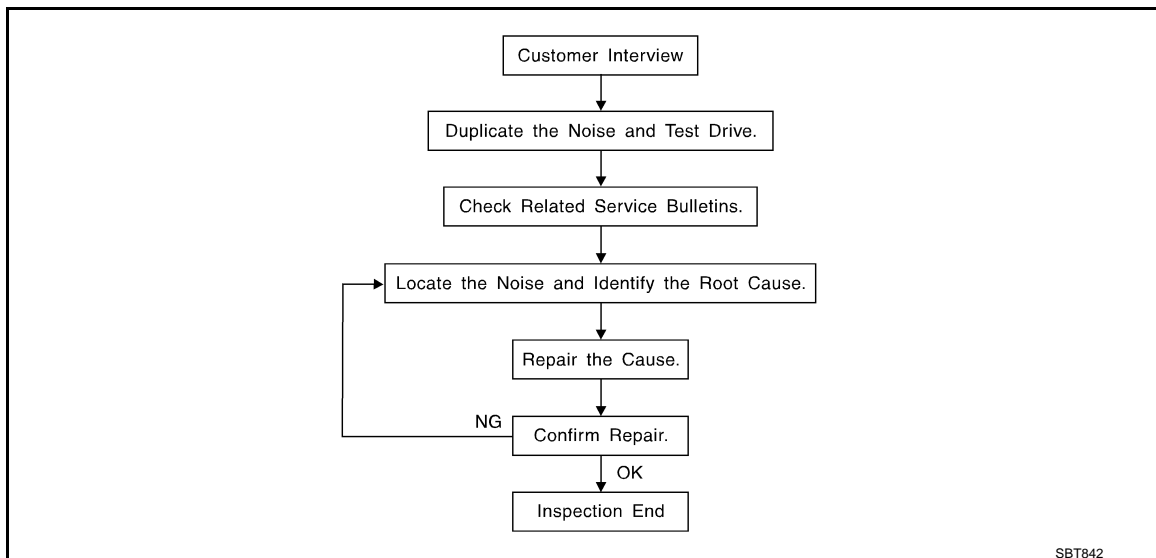 Customer Interview
Duplicate the Noise and Test Drive.
Check Related Service Bulletins.
Locate the Noise and Identify the Root Cause.
Repair the Cause.
NG
Confirm Repair.
OK
Inspection End
SBT842